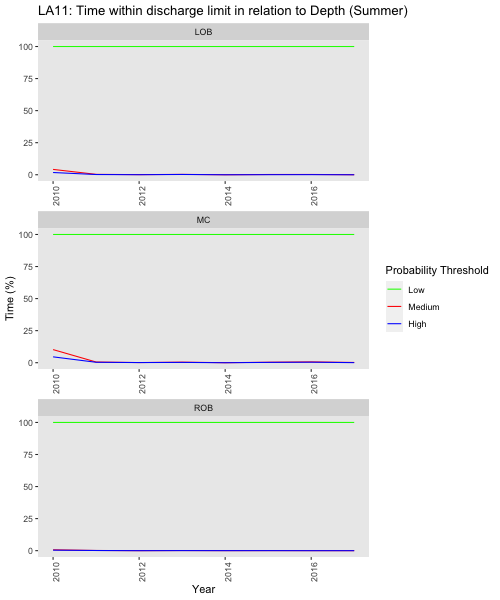 LA11: Time within discharge limit in relation to Depth (Summer)
LOB
100
75
50
25
0
2010
2012
2014
2016
MC
100
75
50
25
0
2010
2012
2014
2016
Time (%)
Probability Threshold
Low
Medium
High
ROB
100
75
50
25
0
2010
2012
2014
2016
Year